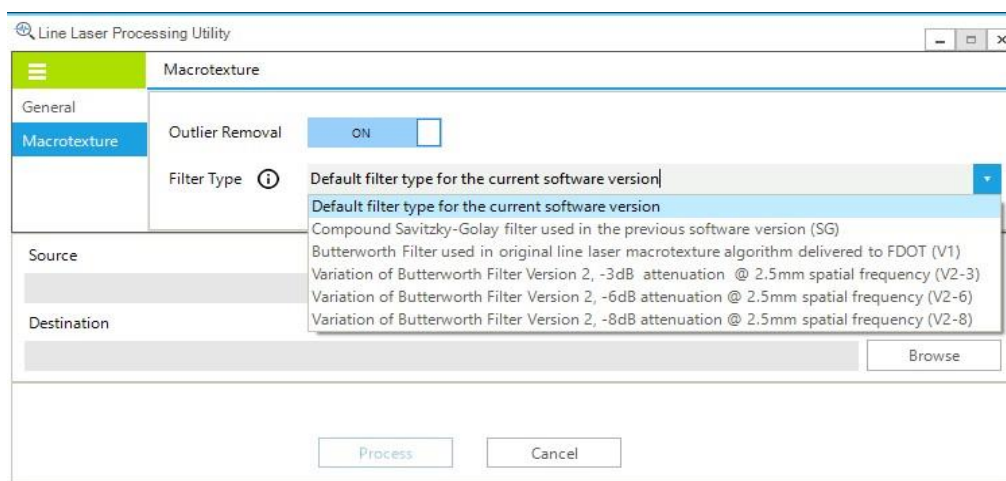 Line Laser Processing Utility
Macrotexture
General
Macrotexture
Outlier Removal ON
Filter Type Default filter type for the current software version
Default filter type for the current software version
Compound Savitzky-Golay filter used in the previous software version (SG)
Butterworth Filter used in original line laser macrotexture algorithm delivered to FDOT (V1)
Variation of Butterworth Filter Version 2, -3dB attenuation @ 2.5mm spatial frequency (V2-3)
Variation of Butterworth Filter Version 2, -6dB attenuation @ 2.5mm spatial frequency (V2-6)
Variation of Butterworth Filter Version 2, -8dB attenuation @ 2.5mm spatial frequency (V2-8)
Source
Destination
Browse
Process Cancel